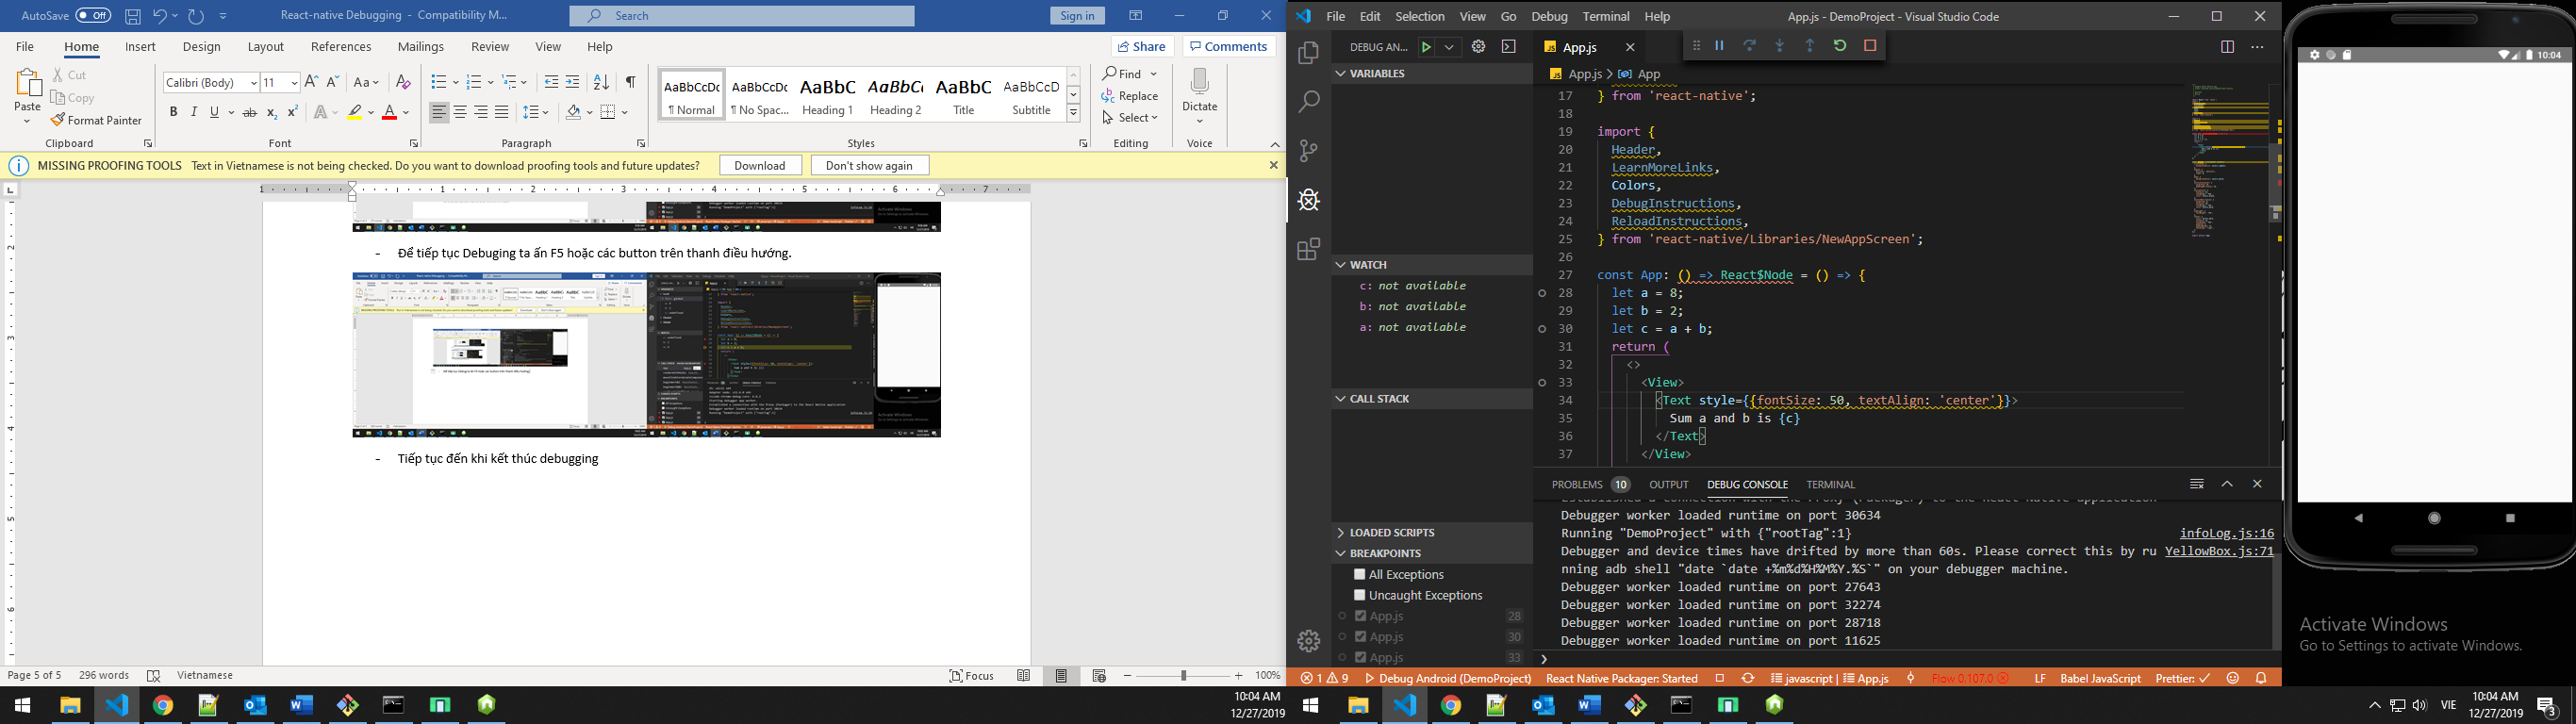 AutoSave Off React-native Debugging - Compatibility M... Search Sign in
File Home Insert Design Layout References Mailings Review View Help Share Comments
Paste Cut Copy Format Painter Clipboard
Calibri (Body) 11 Font
Paragraph
AaBbCcDc ¶ Normal AaBbCcDc ¶ No Spac... AaBbC Heading 1 AaBbC Heading 2 AaBbC Title AaBbCcD Subtitle Styles
Find Replace Select Editing
Dictate Voice
MISSING PROOFING TOOLS Text in Vietnamese is not being checked. Do you want to download proofing tools and future updates? Download Don't show again
- Để tiếp tục Debuging ta ấn F5 hoặc các button trên thanh điều hướng.
- Tiếp tục đến khi kết thúc debugging
Page 5 of 5 296 words Vietnamese Focus 100%
10:04 AM
12/27/2019
File Edit Selection View Go Debug Terminal Help App.js - DemoProject - Visual Studio Code
DEBUG AN...
VARIABLES
WATCH
c: not available
b: not available
a: not available
CALL STACK
LOADED SCRIPTS
BREAKPOINTS
All Exceptions
Uncaught Exceptions
App.js 28
App.js 30
App.js 33
App.js
App.js > App
17 } from 'react-native';
18
19 import {
20 Header,
21 LearnMoreLinks,
22 Colors,
23 DebugInstructions,
24 ReloadInstructions,
25 } from 'react-native/Libraries/NewAppScreen';
26
27 const App: () => React$Node = () => {
28 let a = 8;
29 let b = 2;
30 let c = a + b;
31 return (
32 <>
33 <View>
34 <Text style={{fontSize: 50, textAlign: 'center'}}>
35 Sum a and b is {c}
36 </Text>
37 </View>
PROBLEMS 10 OUTPUT DEBUG CONSOLE TERMINAL
Established a connection with the Proxy (Packager) to the React Native application
Debugger worker loaded runtime on port 30634
Running "DemoProject" with {"rootTag":1} infoLog.js:16
Debugger and device times have drifted by more than 60s. Please correct this by ru YellowBox.js:71
nning adb shell "date `date +%m%d%H%M%Y.%S`" on your debugger machine.
Debugger worker loaded runtime on port 27643
Debugger worker loaded runtime on port 32274
Debugger worker loaded runtime on port 28718
Debugger worker loaded runtime on port 11625
1 9 Debug Android (DemoProject) React Native Packager: Started javascript | App.js Flow 0.107.0 LF Babel JavaScript Prettier: ✓
10:04
Activate Windows
Go to Settings to activate Windows.
VIE 10:04 AM
12/27/2019 3